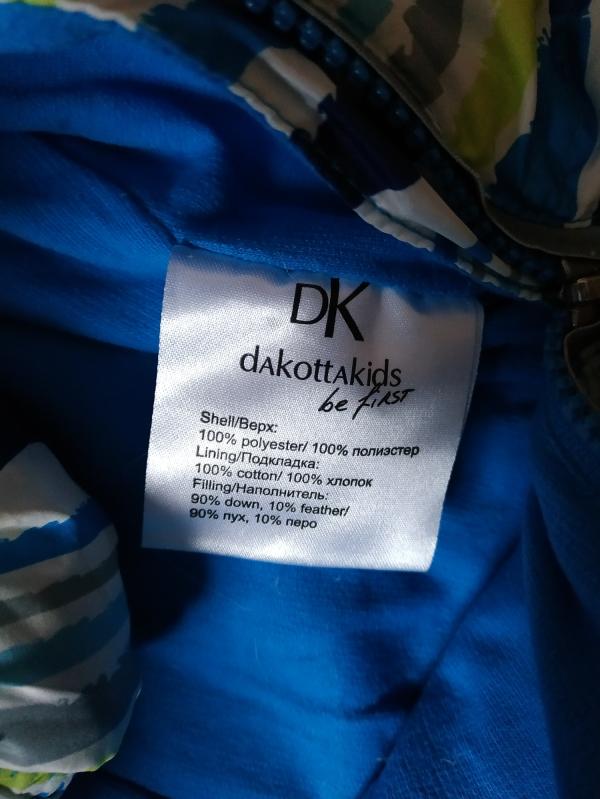 DK
dAkottAkids
be fiRST
Shell/Верх:
100% polyester/ 100% полиэстер
Lining/Подкладка:
100% cotton/ 100% хлопок
Filling/Наполнитель:
90% down, 10% feather/
90% пух, 10% перо